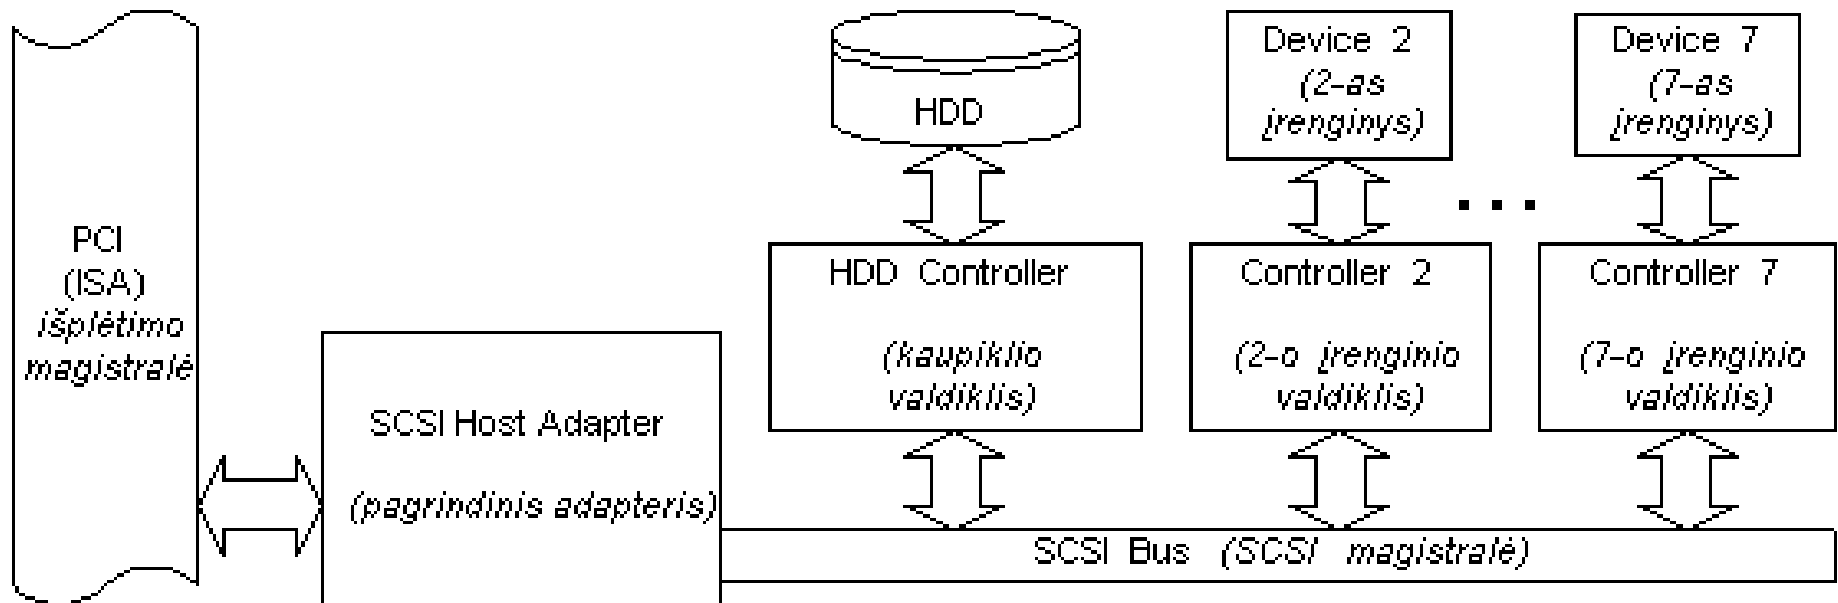 PCI
(ISA)
išplėtimo
magistralė
SCSI Host Adapter
(pagrindinis adapteris)
HDD
HDD Controller
(kaupiklio
valdiklis)
Device 2
(2-as
įrenginys)
Controller 2
(2-o įrenginio
valdiklis)
...
Device 7
(7-as
įrenginys)
Controller 7
(7-o įrenginio
valdiklis)
SCSI Bus (SCSI magistralė)